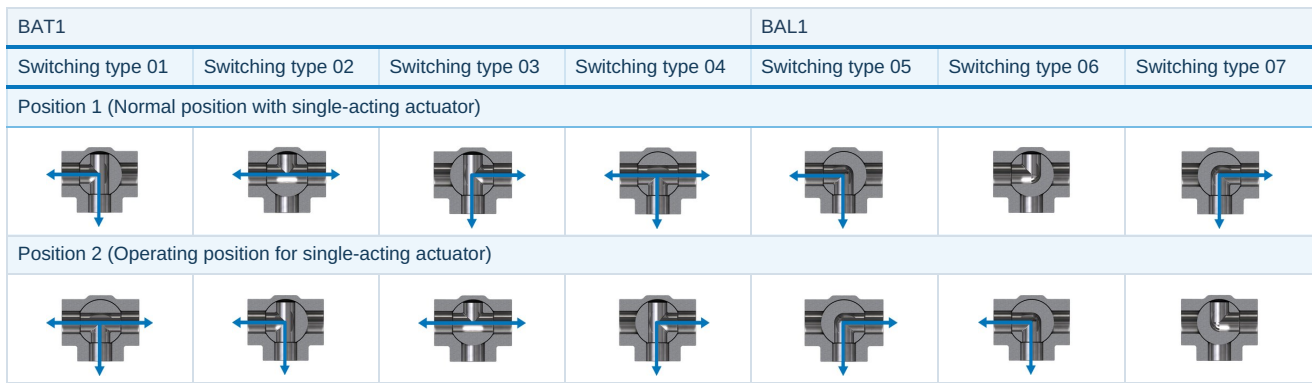 BAT1 BAL1
Switching type 01 Switching type 02 Switching type 03 Switching type 04 Switching type 05 Switching type 06 Switching type 07
Position 1 (Normal position with single-acting actuator)
Position 2 (Operating position for single-acting actuator)